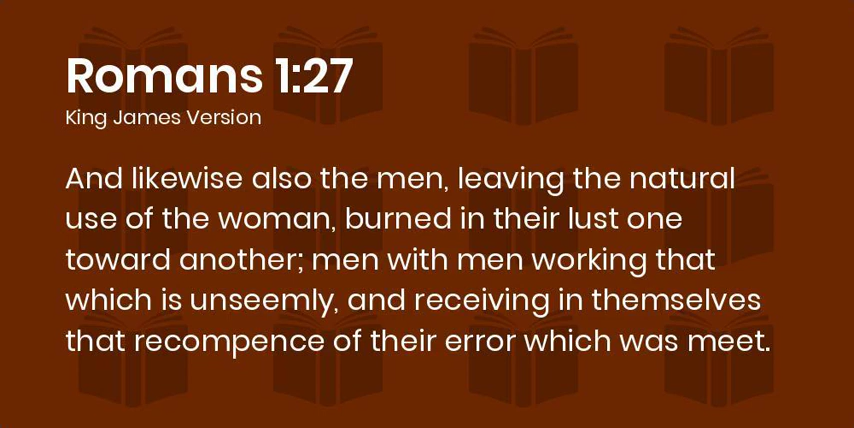 Romans 1:27
King James Version
And likewise also the men, leaving the natural
use of the woman, burned in their lust one
toward another; men with men working that
which is unseemly, and receiving in themselves
that recompence of their error which was meet.